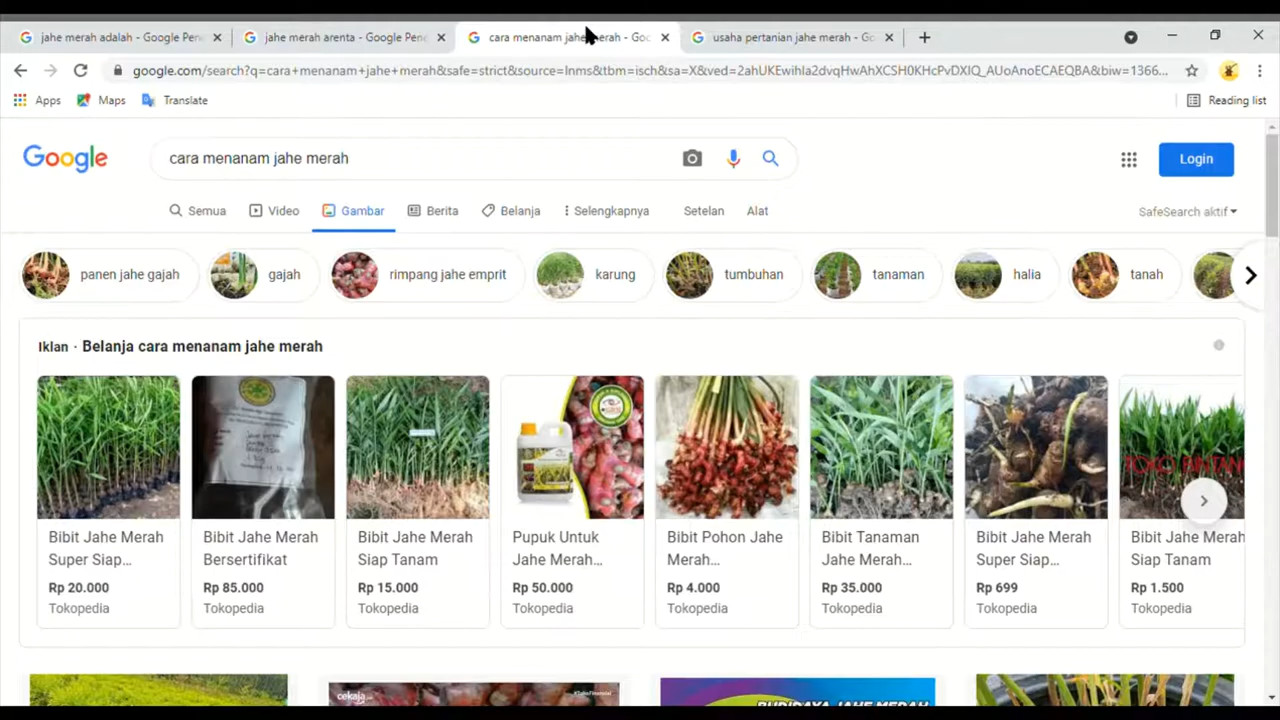 jahe merah adalah - Google Pen
jahe merah arenta - Google Pene
cara menanam jahe merah - Goo
usaha pertanian jahe merah - Go
google.com/search?q=cara+menanam+jahe+merah&safe=strict&source=lnms&tbm=isch&sa=X&ved=2ahUKEwihla2dvqHwAhXCSH0KHcPvDXIQ_AUoAnoECAEQBA&biw=1366...
Apps
Maps
Translate
Reading list
Google
cara menanam jahe merah
Login
Semua
Video
Gambar
Berita
Belanja
Selengkapnya
Setelan
Alat
SafeSearch aktif
panen jahe gajah
gajah
rimpang jahe emprit
karung
tumbuhan
tanaman
halia
tanah
Iklan · Belanja cara menanam jahe merah
TOKO BINTAN
Bibit Jahe Merah
Super Siap...
Rp 20.000
Tokopedia
Bibit Jahe Merah
Bersertifikat
Rp 85.000
Tokopedia
Bibit Jahe Merah
Siap Tanam
Rp 15.000
Tokopedia
Pupuk Untuk
Jahe Merah...
Rp 50.000
Tokopedia
Bibit Pohon Jahe
Merah...
Rp 4.000
Tokopedia
Bibit Tanaman
Jahe Merah...
Rp 35.000
Tokopedia
Bibit Jahe Merah
Super Siap...
Rp 699
Tokopedia
Bibit Jahe Merah
Siap Tanam
Rp 1.500
Tokopedia
cekaja
BUDIDAYA JAHE MERAH